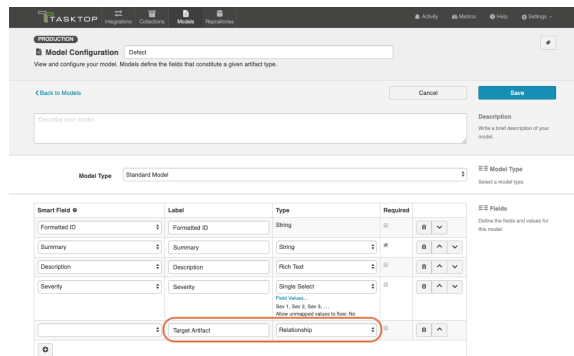 TASKTOP
Integrations
Collections
Models
Repositories
Activity
Metrics
Help
Settings
PRODUCTION
Model Configuration
Defect
View and configure your model. Models define the fields that constitute a given artifact type.
Back to Models
Cancel
Save
Describe your model
Description
Write a brief description of your
model.
Model Type
Standard Model
Model Type
Select a model type.
Smart Field
Label
Type
Required
Fields
Define the fields and values for
this model.
Formatted ID
Formatted ID
String
Summary
Summary
String
Description
Description
Rich Text
Severity
Severity
Single Select
Field Values...
Sev 1, Sev 2, Sev 3, ...
Allow unmapped values to flow: No
Target Artifact
Relationship